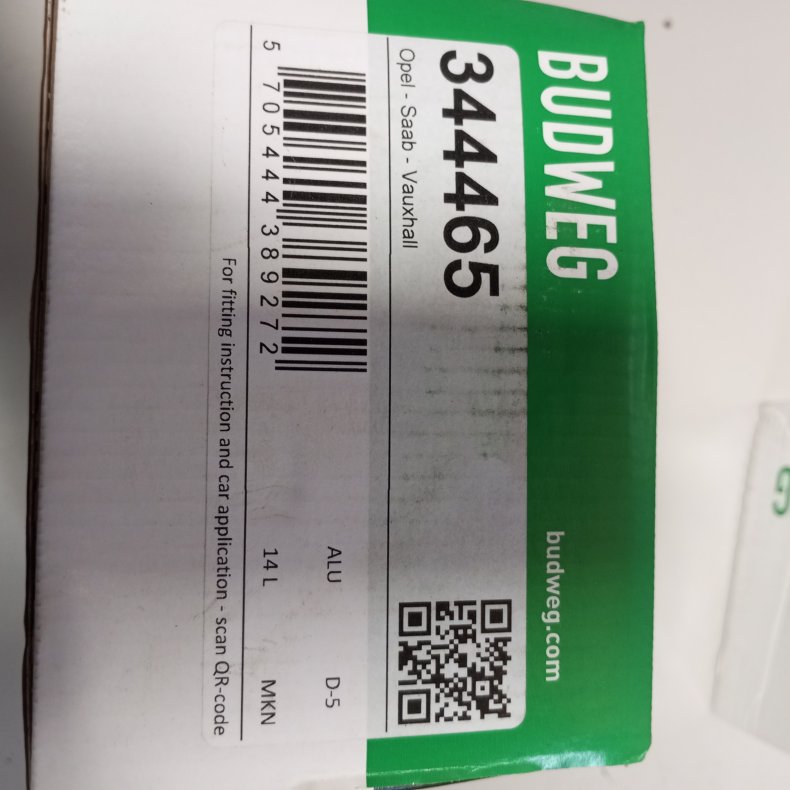 BUDWEG
budweg.com
344465
Opel - Saab - Vauxhall
ALU D-5
5 705444 389272
14 L MKN
For fitting instruction and car application - scan QR-code
G